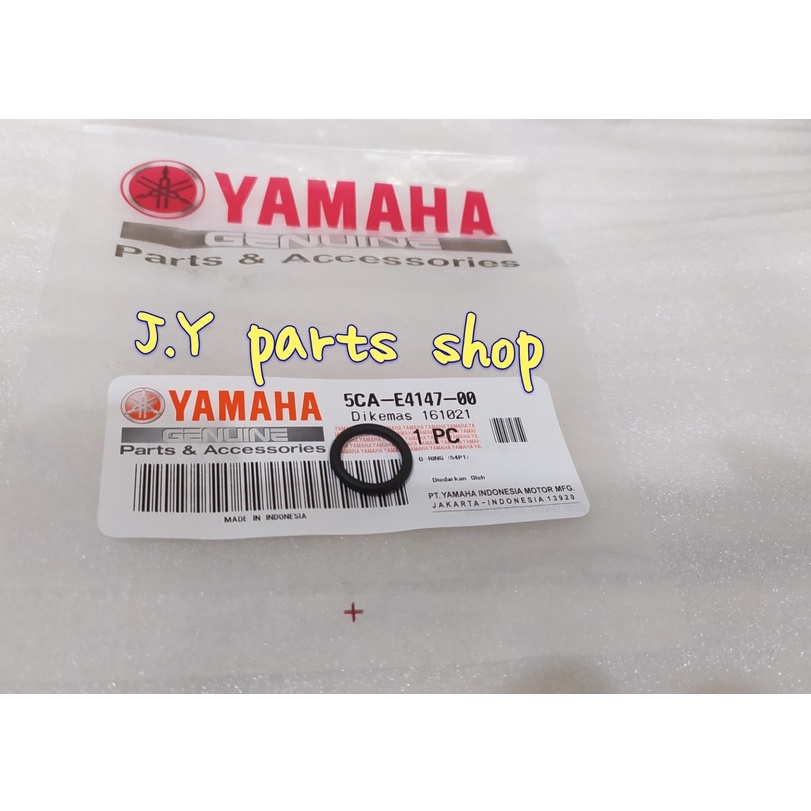 YAMAHA
GENUINE
Parts & Accessories
J.Y parts shop
YAMAHA
GENUINE
Parts & Accessories
MADE IN INDONESIA
5CA-E4147-00
Dikemas 161021
1 PC
O-RING (54P1)
Diedarkan Oleh
PT. YAMAHA INDONESIA MOTOR MFG.
JAKARTA-INDONESIA 13920